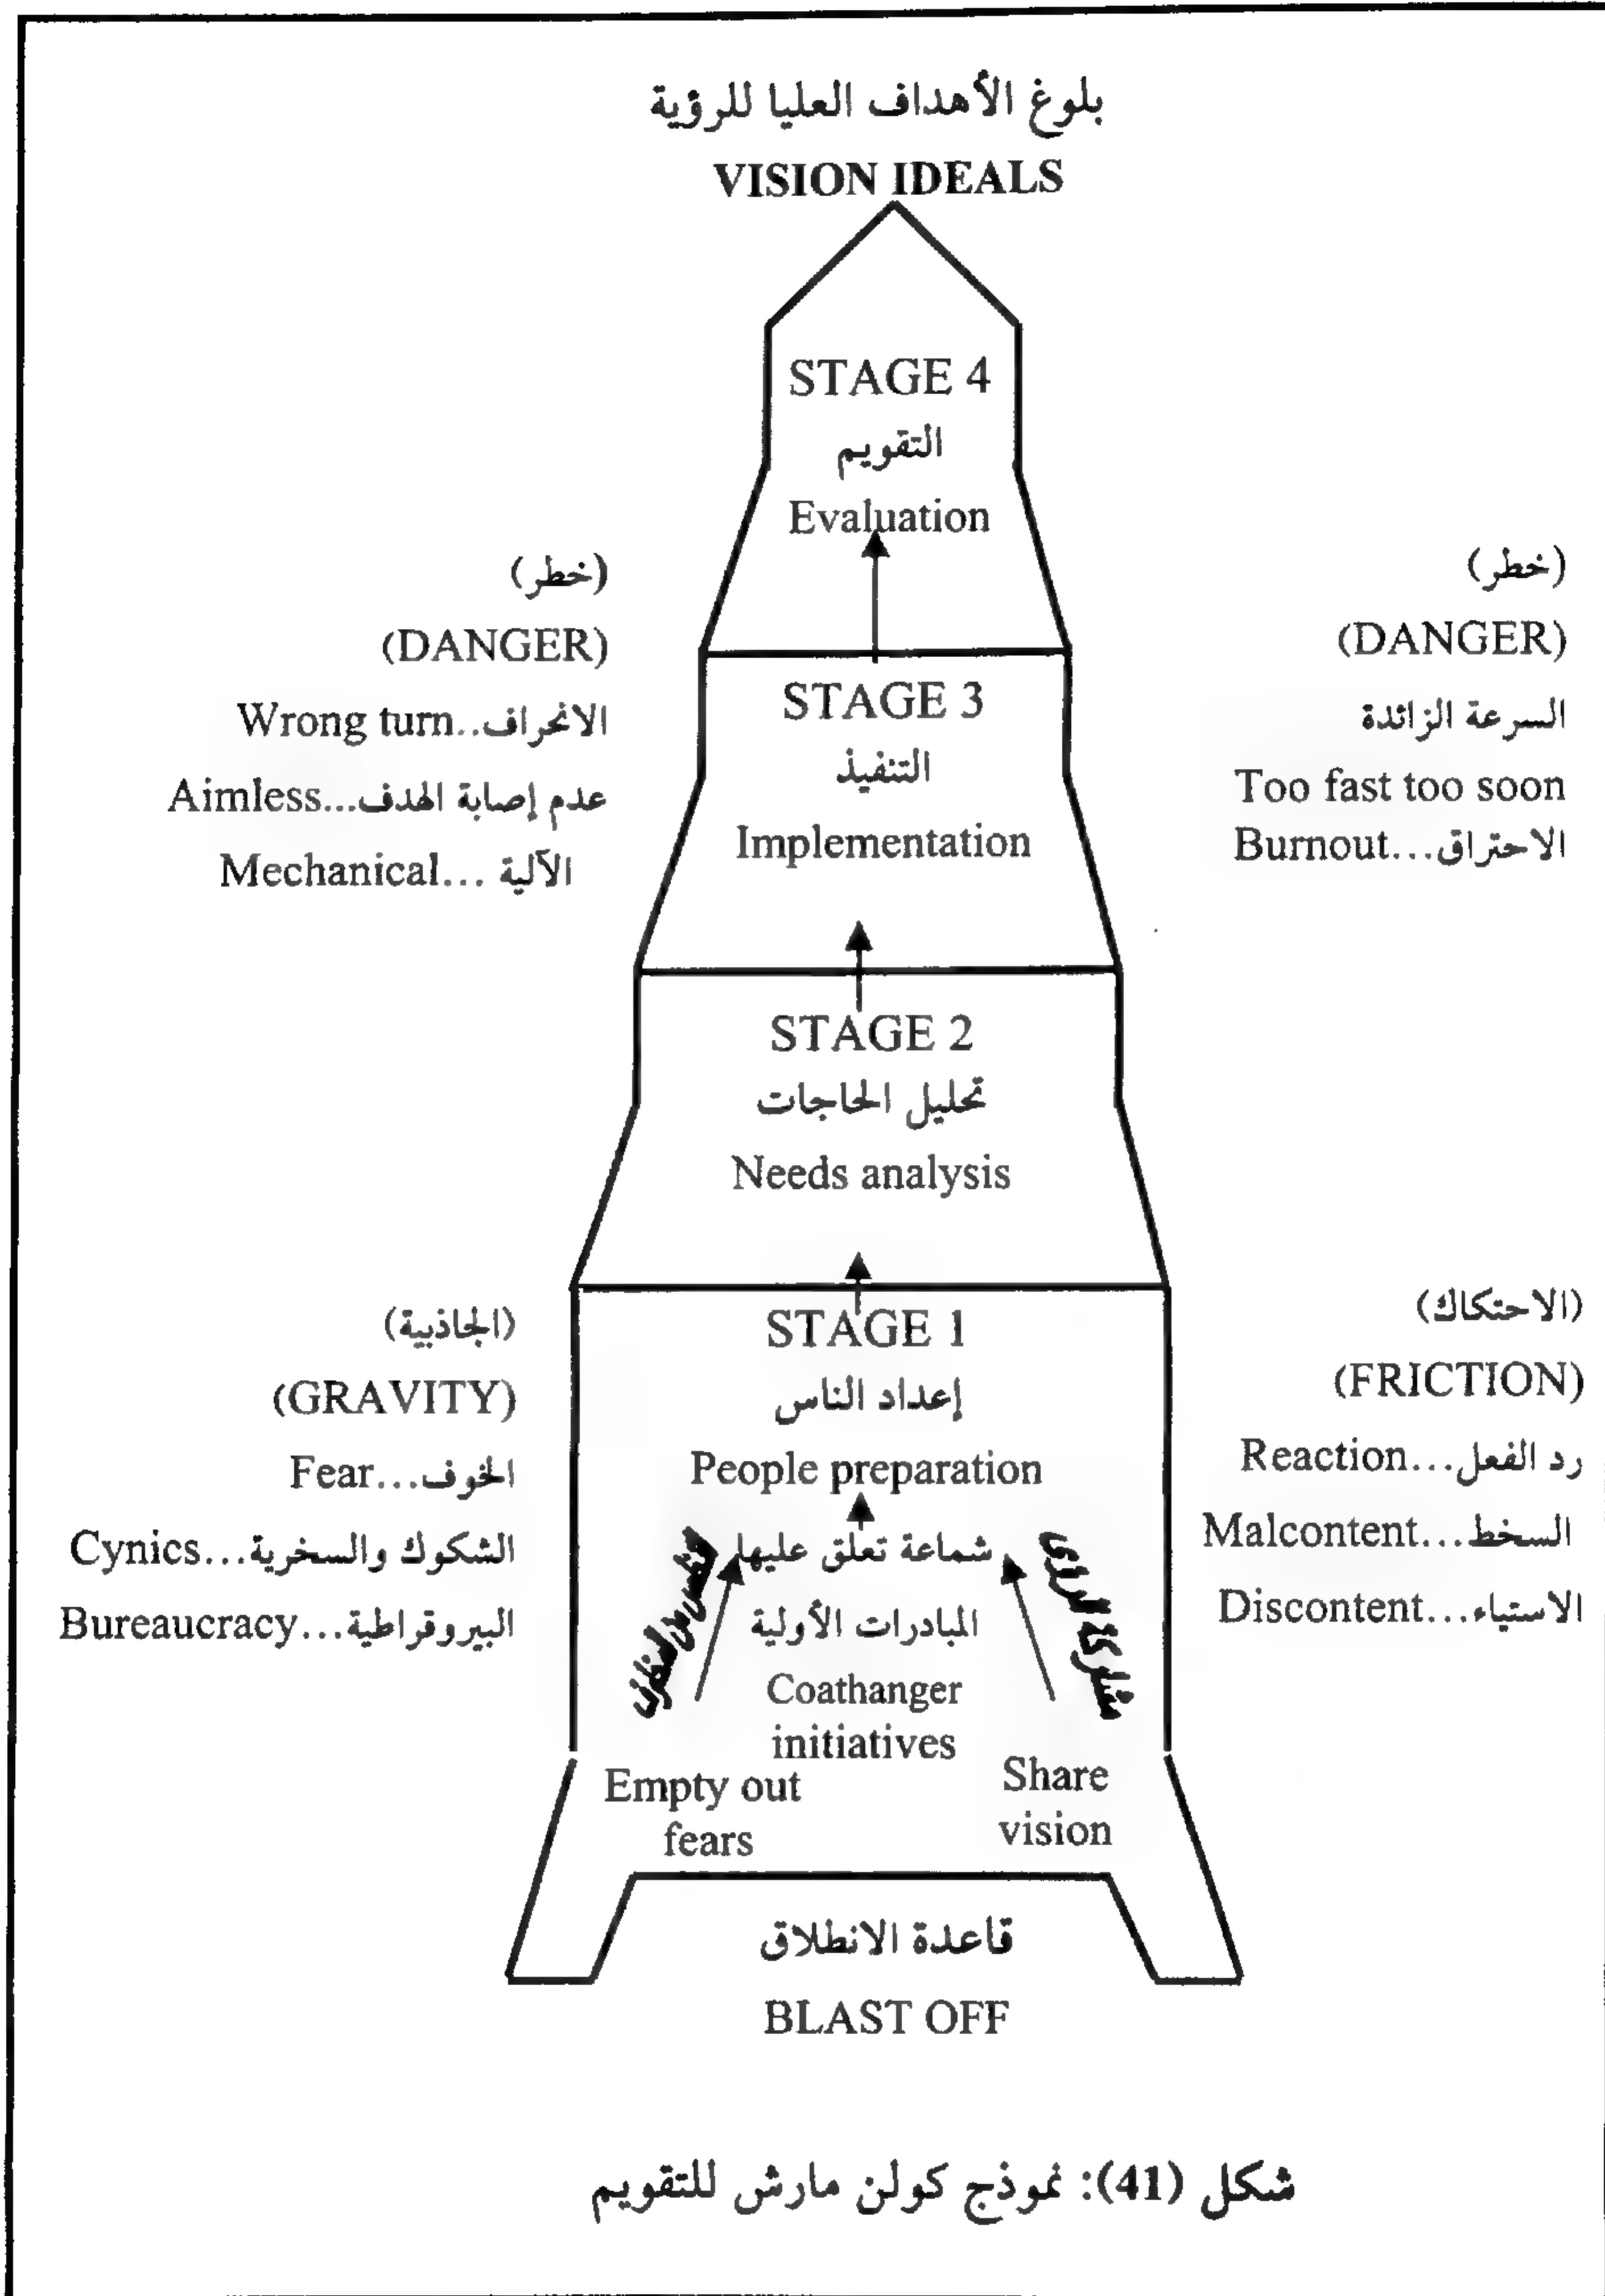 بلوغ الأهداف العليا للرؤية
VISION IDEALS
STAGE 4
التقويم
Evaluation
(خطر)
(DANGER)
Wrong turn..الانحراف
Aimless...عدم إصابة الهدف
Mechanical... الآلية
(خطر)
(DANGER)
السرعة الزائدة
Too fast too soon
Burnout...الاحتراق
STAGE 3
التنفيذ
Implementation
STAGE 2
تحليل الحاجات
Needs analysis
(الجاذبية)
(GRAVITY)
Fear...الخوف
Cynics...الشكوك والسخرية
Bureaucracy...البيروقراطية
STAGE 1
إعداد الناس
People preparation
شماعة تعلق عليها
المبادرات الأولية
Coathanger
initiatives
Empty out
fears
مشاركة الرؤى
Share
vision
(الاحتكاك)
(FRICTION)
Reaction...رد الفعل
Malcontent...السخط
Discontent...الاستياء
قاعدة الانطلاق
BLAST OFF
شكل (41): نموذج كولن مارش للتقويم